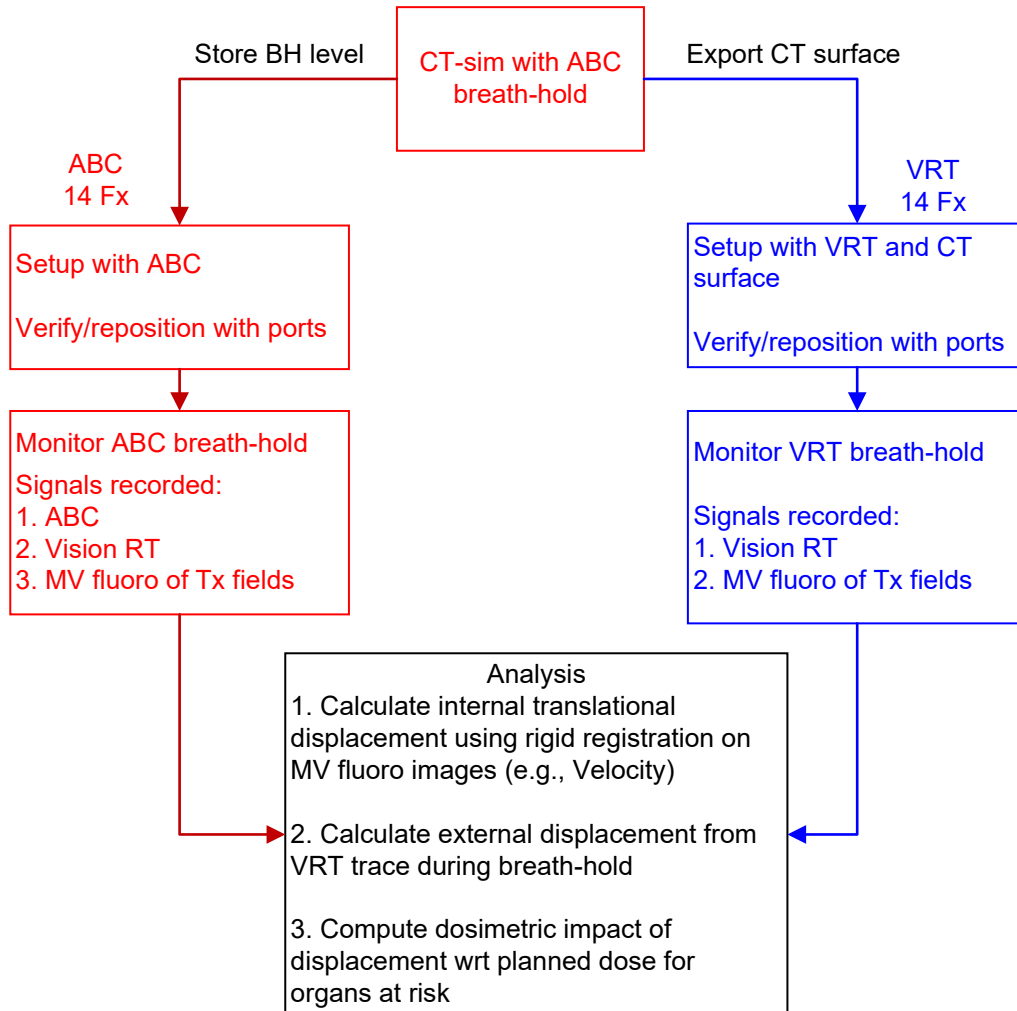 Store BH level
CT-sim with ABC
breath-hold
Export CT surface
ABC
14 Fx
VRT
14 Fx
Setup with ABC
Verify/reposition with ports
Setup with VRT and CT
surface
Verify/reposition with ports
Monitor ABC breath-hold
Signals recorded:
1. ABC
2. Vision RT
3. MV fluoro of Tx fields
Monitor VRT breath-hold
Signals recorded:
1. Vision RT
2. MV fluoro of Tx fields
Analysis
1. Calculate internal translational
displacement using rigid registration on
MV fluoro images (e.g., Velocity)
2. Calculate external displacement from
VRT trace during breath-hold
3. Compute dosimetric impact of
displacement wrt planned dose for
organs at risk